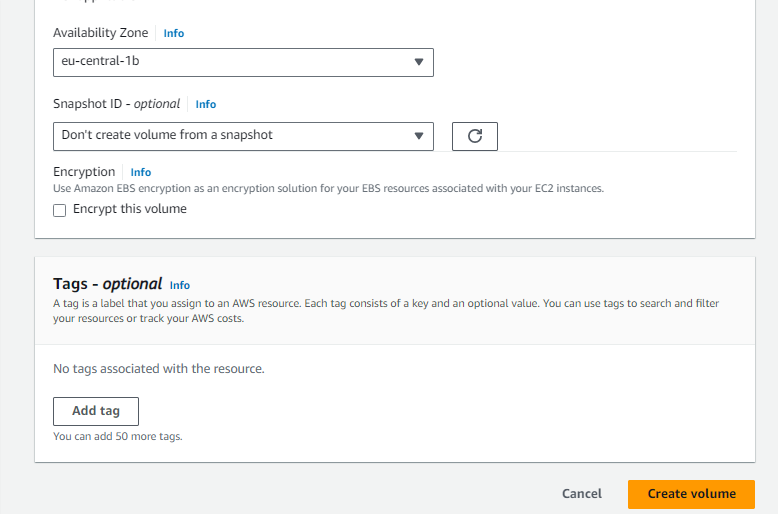 Availability Zone Info
eu-central-1b
Snapshot ID - optional Info
Don't create volume from a snapshot
Encryption Info
Use Amazon EBS encryption as an encryption solution for your EBS resources associated with your EC2 instances.
Encrypt this volume
Tags - optional Info
A tag is a label that you assign to an AWS resource. Each tag consists of a key and an optional value. You can use tags to search and filter
your resources or track your AWS costs.
No tags associated with the resource.
Add tag
You can add 50 more tags.
Cancel Create volume